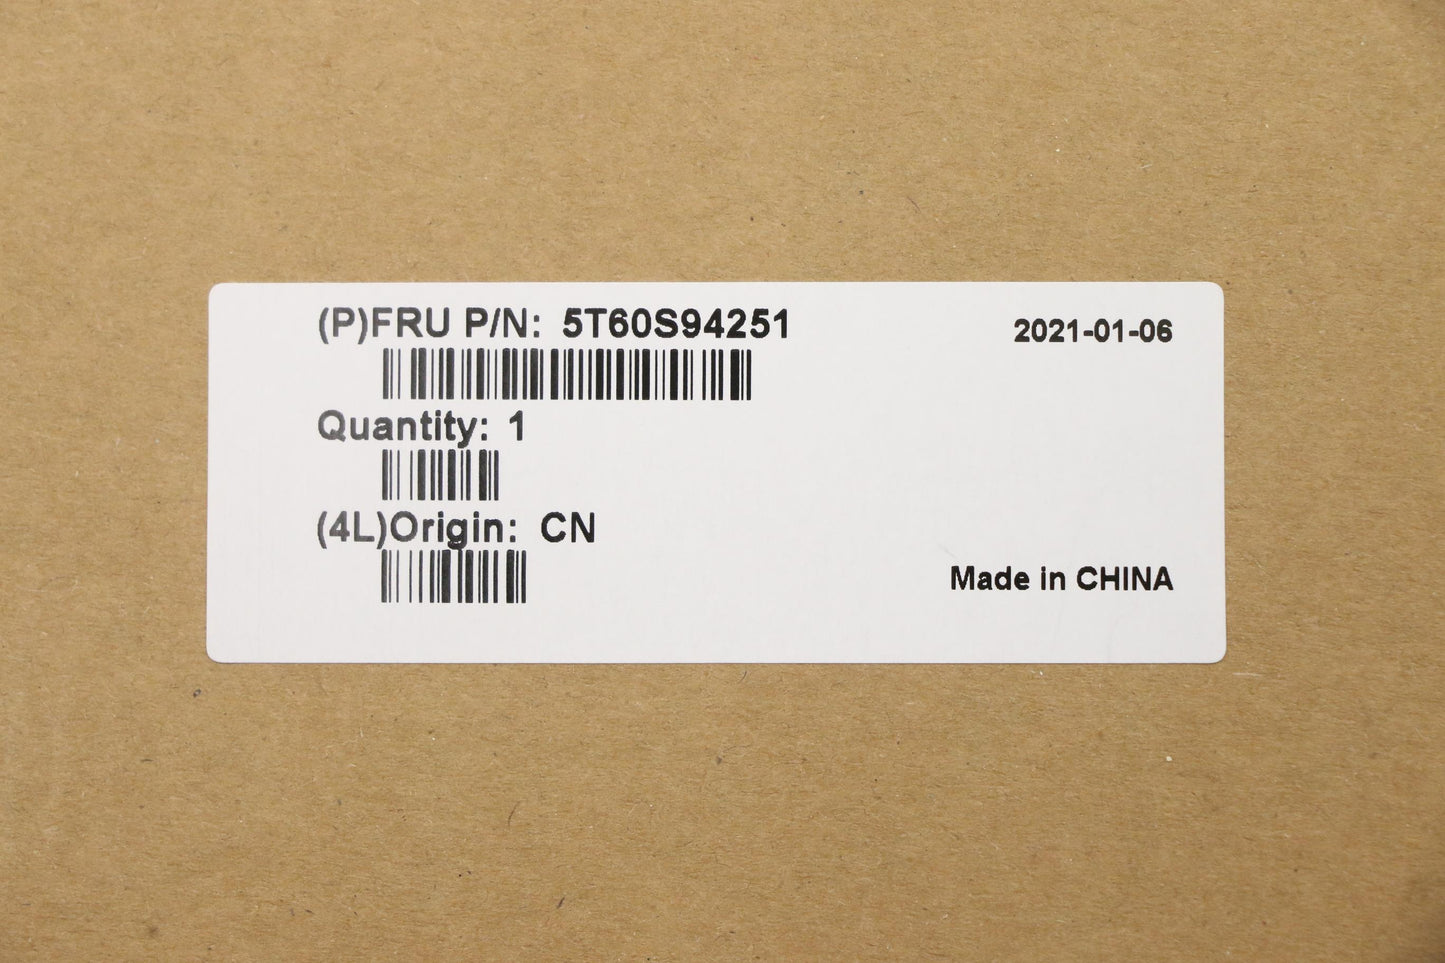 (P)FRU P/N: 5T60S94251
2021-01-06
Quantity: 1
(4L)Origin: CN
Made in CHINA